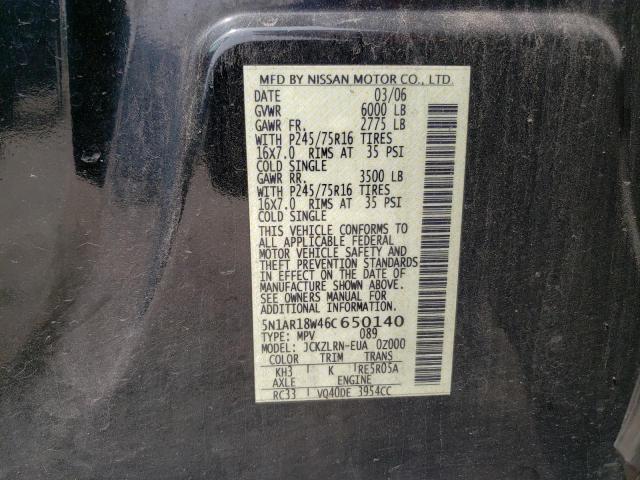 MFD BY NISSAN MOTOR CO., LTD.
DATE 03/06
GVWR 6000 LB
GAWR FR. 2775 LB
WITH P245/75R16 TIRES
16X7.0 RIMS AT 35 PSI
COLD SINGLE
GAWR RR. 3500 LB
WITH P245/75R16 TIRES
16X7.0 RIMS AT 35 PSI
COLD SINGLE
THIS VEHICLE CONFORMS TO
ALL APPLICABLE FEDERAL
MOTOR VEHICLE SAFETY AND
THEFT PREVENTION STANDARDS
IN EFFECT ON THE DATE OF
MANUFACTURE SHOWN ABOVE.
SEE OWNERS MANUAL FOR
ADDITIONAL INFORMATION.
5N1AR18W46C650140
TYPE: MPV 089
MODEL: JCKZLRN-EUA 0Z000
COLOR TRIM TRANS
KH3 K RE5R05A
AXLE ENGINE
RC33 VQ40DE 3954CC